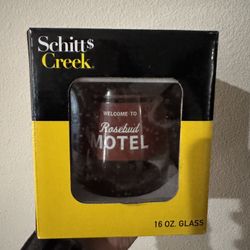 Schitt$
Creek.
WELCOME TO
Rosebud
MOTEL
16 OZ. GLASS